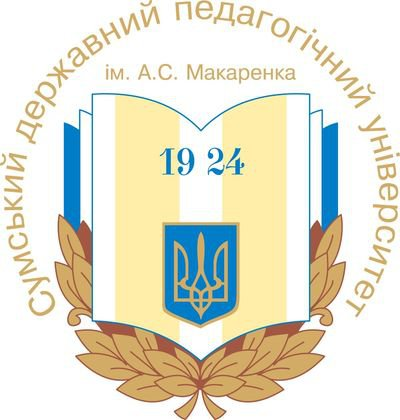 Сумський державний педагогічний університет
ім. А.С. Макаренка
19 24